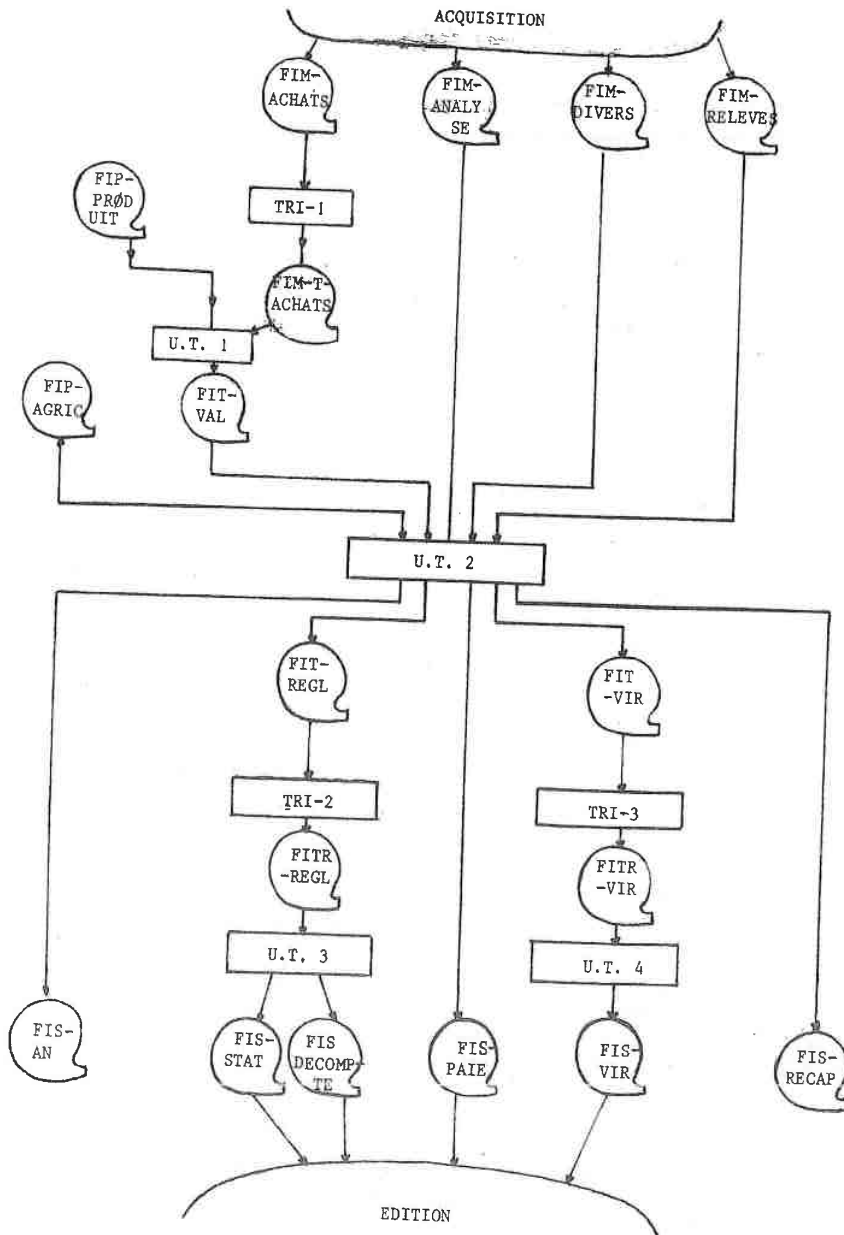 ACQUISITION
FIM-
ACHATS
FIM-
ANALY
SE
FIM-
DIVERS
FIM-
RELEVES
FIP-
PRØD
UIT
TRI-1
FIM-T-
ACHATS
U.T. 1
FIP-
AGRIC
FIT-
VAL
U.T. 2
FIT-
REGL
FIT
-VIR
TRI-2
TRI-3
FITR
-REGL
FITR
-VIR
U.T. 3
U.T. 4
FIS-
AN
FIS-
STAT
FIS
DECOMP-
TE
FIS-
PAIE
FIS-
VIR
FIS-
RECAP
EDITION